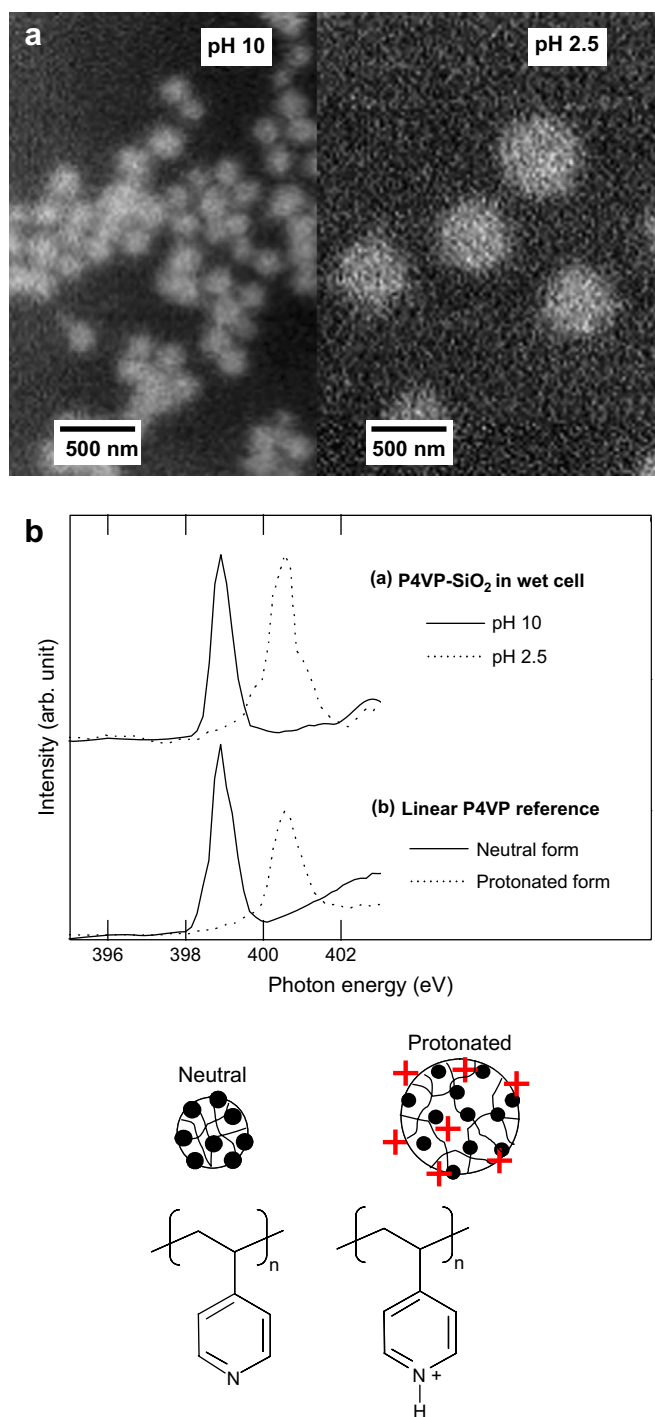 a
pH 10
pH 2.5
500 nm
500 nm
b
(a) P4VP-SiO₂ in wet cell
pH 10
pH 2.5
Intensity (arb. unit)
(b) Linear P4VP reference
Neutral form
Protonated form
396 398 400 402
Photon energy (eV)
Neutral
Protonated
n
n
N
N +
H